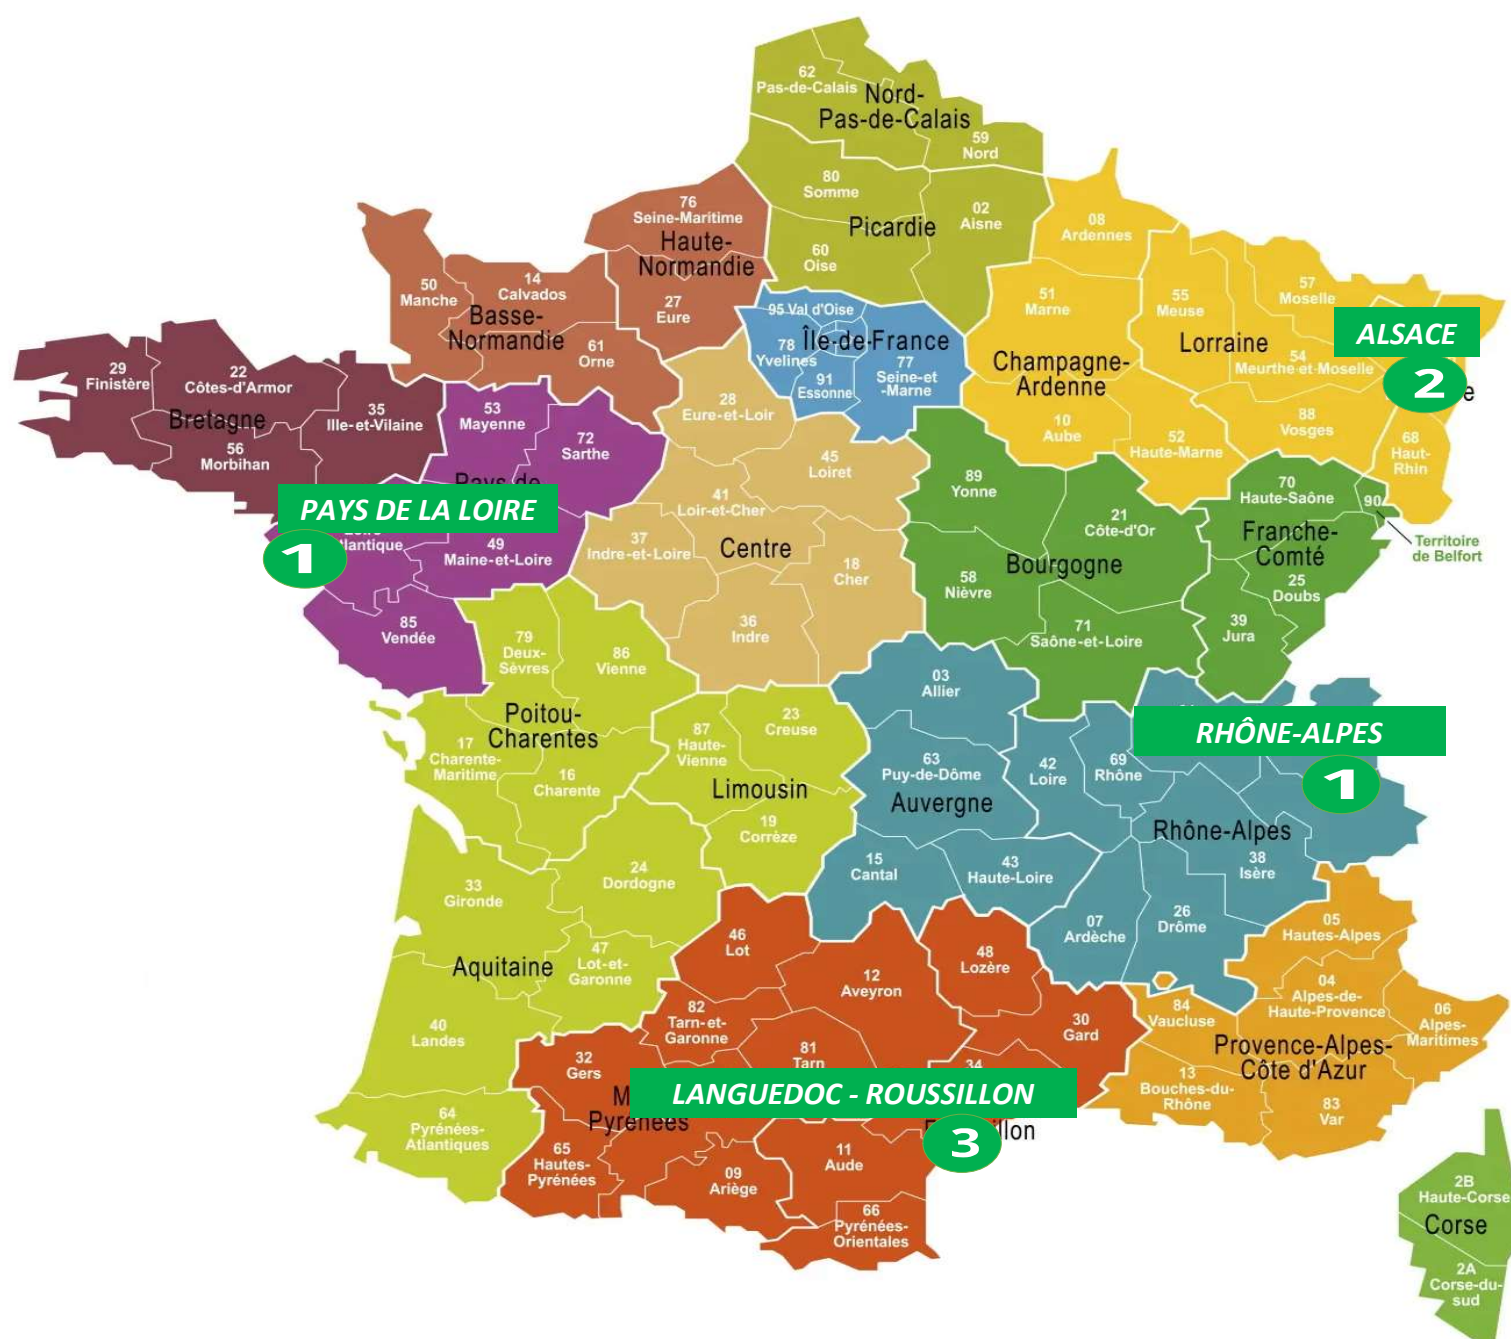 62
Pas-de-Calais
Nord-
Pas-de-Calais
59
Nord
80
Somme
02
Aisne
Picardie
60
Oise
76
Seine-Maritime
Haute-
Normandie
27
Eure
08
Ardennes
50
Manche
14
Calvados
Basse-
Normandie
61
Orne
95 Val d'Oise
Île-de-France
78
Yvelines
91
Essonne
77
Seine-et
-Marne
51
Marne
55
Meuse
57
Moselle
Lorraine
54
Meurthe-et-Moselle
Champagne-
Ardenne
10
Aube
52
Haute-Marne
88
Vosges
ALSACE
2
e
68
Haut-
Rhin
29
Finistère
22
Côtes-d'Armor
Bretagne
35
Ille-et-Vilaine
56
Morbihan
53
Mayenne
72
Sarthe
Pays de
PAYS DE LA LOIRE
1
tlantique
49
Maine-et-Loire
85
Vendée
28
Eure-et-Loir
45
Loiret
41
Loir-et-Cher
37
Indre-et-Loire
Centre
18
Cher
36
Indre
89
Yonne
21
Côte-d'Or
Bourgogne
58
Nièvre
71
Saône-et-Loire
70
Haute-Saône
90
Territoire
de Belfort
Franche-
Comté
25
Doubs
39
Jura
79
Deux-
Sèvres
86
Vienne
Poitou-
Charentes
17
Charente-
Maritime
16
Charente
87
Haute-
Vienne
23
Creuse
Limousin
19
Corrèze
03
Allier
63
Puy-de-Dôme
Auvergne
15
Cantal
43
Haute-Loire
42
Loire
69
Rhône
RHÔNE-ALPES
1
Rhône-Alpes
38
Isère
07
Ardèche
26
Drôme
33
Gironde
24
Dordogne
47
Lot-et-
Garonne
Aquitaine
40
Landes
64
Pyrénées-
Atlantiques
46
Lot
12
Aveyron
82
Tarn-et-
Garonne
81
Tarn
32
Gers
48
Lozère
30
Gard
34
LANGUEDOC - ROUSSILLON
3
M
Pyrénées
llon
65
Hautes-
Pyrénées
09
Ariège
11
Aude
66
Pyrénées-
Orientales
05
Hautes-Alpes
04
Alpes-de-
Haute-Provence
06
Alpes-
Maritimes
84
Vaucluse
Provence-Alpes-
Côte d'Azur
13
Bouches-du-
Rhône
83
Var
2B
Haute-Corse
Corse
2A
Corse-du-
sud